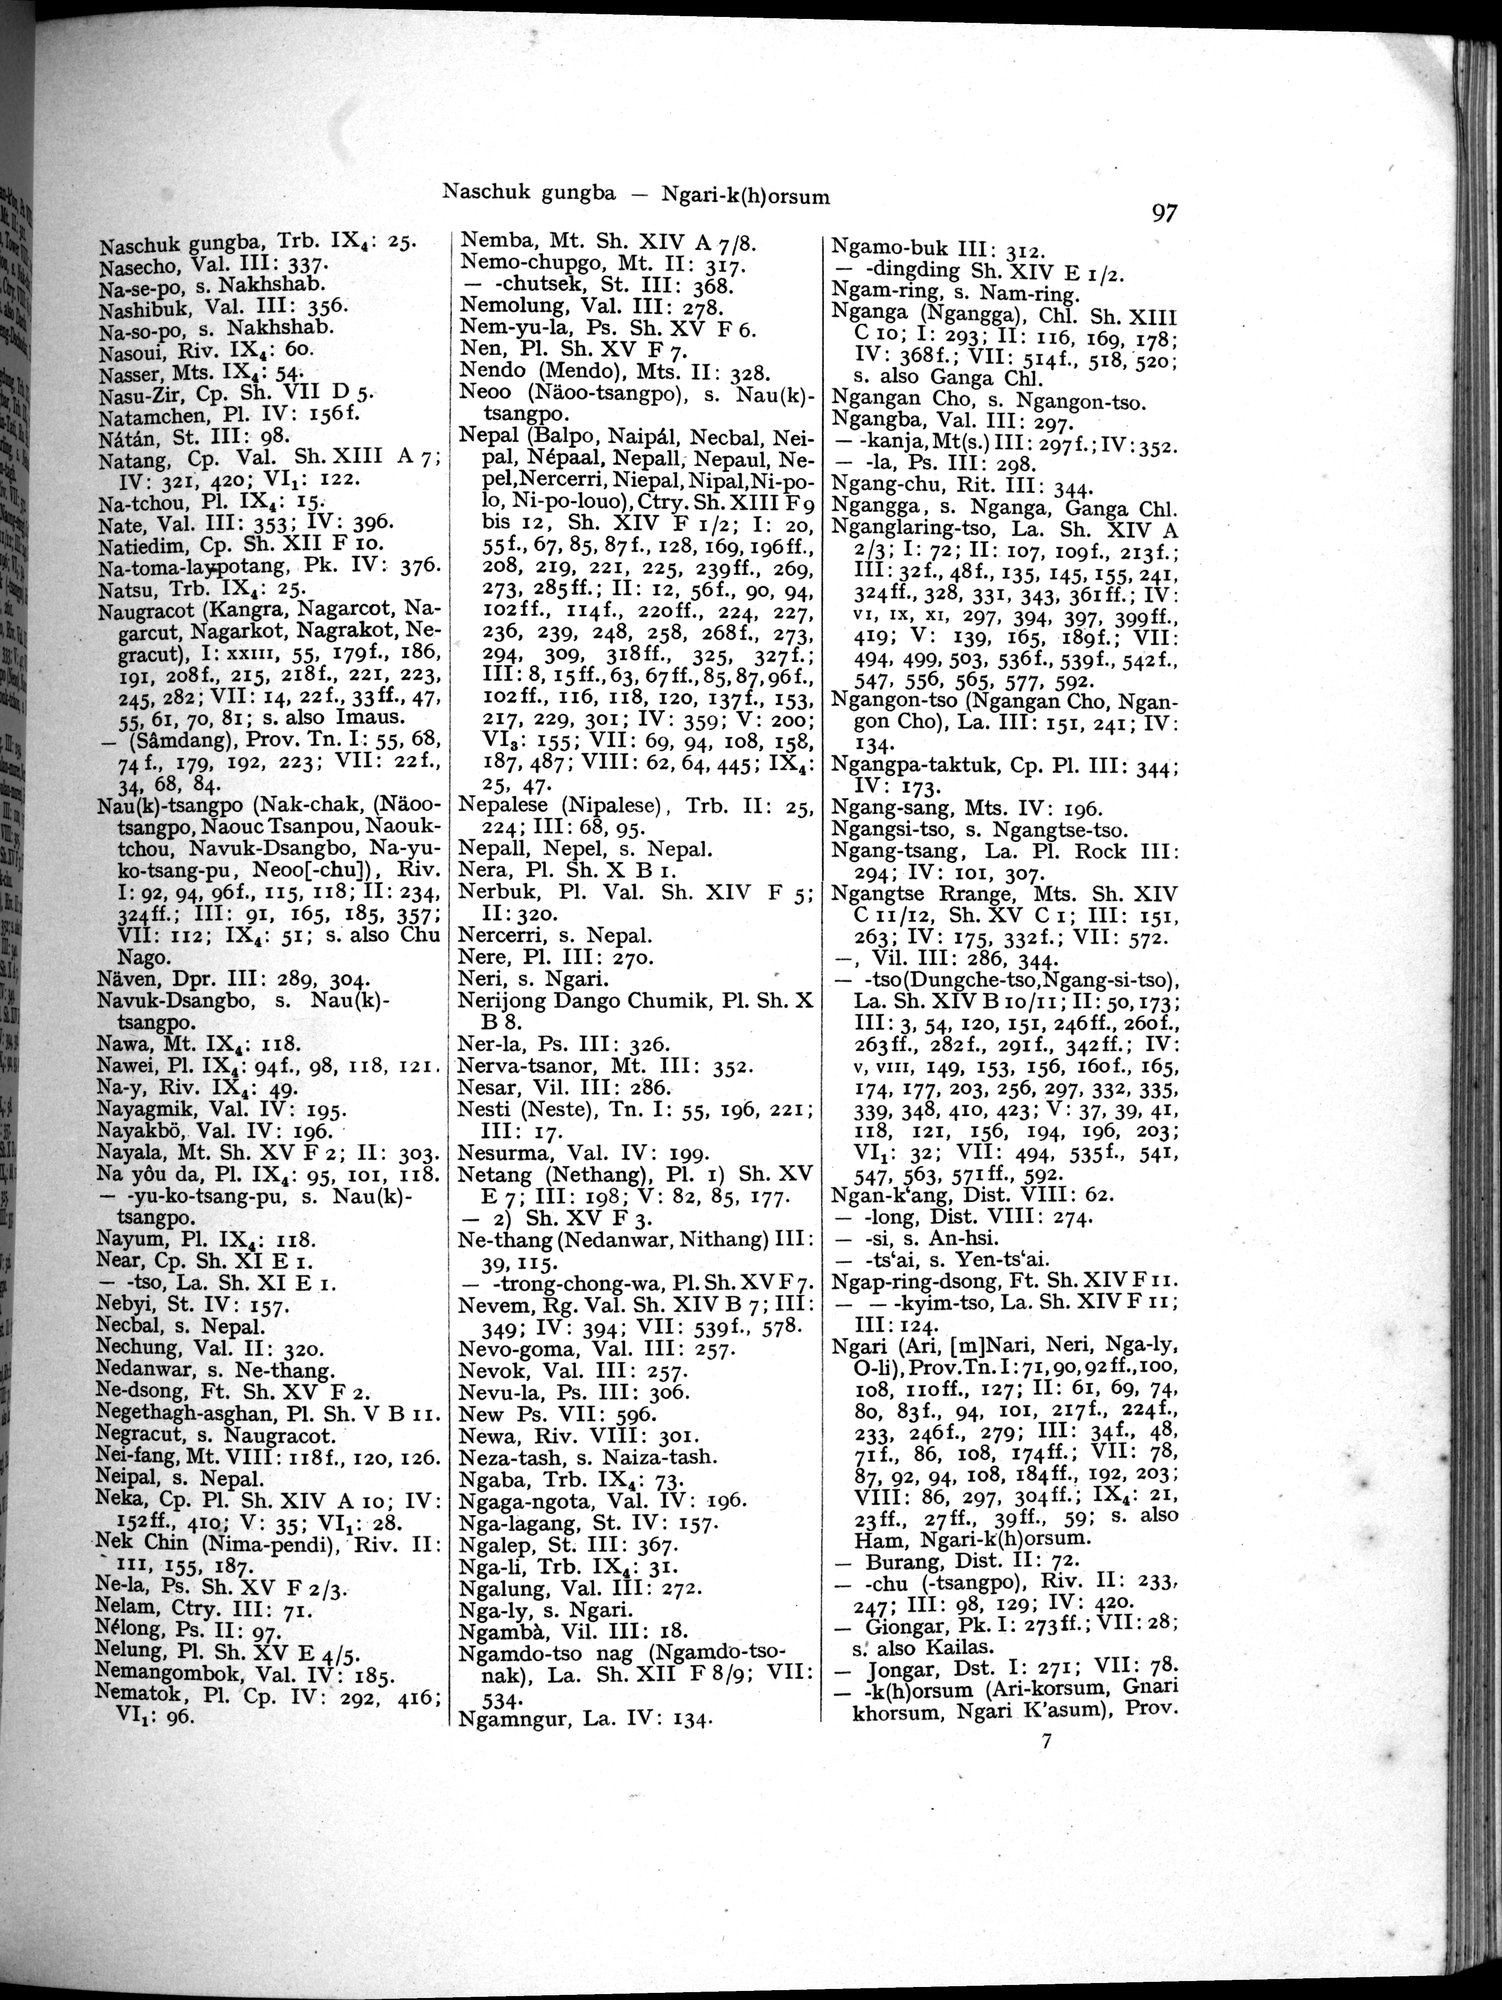 Naschuk gungba — Ngari-k(h)orsum
97
Naschuk gungba, Trb. IX₄: 25.
Nasecho, Val. III: 337.
Na-se-po, s. Nakhshab.
Nashibuk, Val. III: 356.
Na-so-po, s. Nakhshab.
Nasoui, Riv. IX₄: 60.
Nasser, Mts. IX₄: 54.
Nasu-Zir, Cp. Sh. VII D 5.
Natamchen, Pl. IV: 156f.
Nátán, St. III: 98.
Natang, Cp. Val. Sh. XIII A 7;
IV: 321, 420; VI₁: 122.
Na-tchou, Pl. IX₄: 15.
Nate, Val. III: 353; IV: 396.
Natiedim, Cp. Sh. XII F 10.
Na-toma-laypotang, Pk. IV: 376.
Natsu, Trb. IX₄: 25.
Naugracot (Kangra, Nagarcot, Na-
garcut, Nagarkot, Nagrakot, Ne-
gracut), I: XXIII, 55, 179f., 186,
191, 208f., 215, 218f., 221, 223,
245, 282; VII: 14, 22f., 33ff., 47,
55, 61, 70, 81; s. also Imaus.
— (Sâmdang), Prov. Tn. I: 55, 68,
74f., 179, 192, 223; VII: 22f.,
34, 68, 84.
Nau(k)-tsangpo (Nak-chak, (Näoo-
tsangpo, Naouc Tsanpou, Naouk-
tchou, Navuk-Dsangbo, Na-yu-
ko-tsang-pu, Neoo[-chu]), Riv.
I: 92, 94, 96f., 115, 118; II: 234,
324ff.; III: 91, 165, 185, 357;
VII: 112; IX₄: 51; s. also Chu
Nago.
Näven, Dpr. III: 289, 304.
Navuk-Dsangbo, s. Nau(k)-
tsangpo.
Nawa, Mt. IX₄: 118.
Nawei, Pl. IX₄: 94f., 98, 118, 121.
Na-y, Riv. IX₄: 49.
Nayagmik, Val. IV: 195.
Nayakbö, Val. IV: 196.
Nayala, Mt. Sh. XV F 2; II: 303.
Na yôu da, Pl. IX₄: 95, 101, 118.
— -yu-ko-tsang-pu, s. Nau(k)-
tsangpo.
Nayum, Pl. IX₄: 118.
Near, Cp. Sh. XI E 1.
— -tso, La. Sh. XI E 1.
Nebyi, St. IV: 157.
Necbal, s. Nepal.
Nechung, Val. II: 320.
Nedanwar, s. Ne-thang.
Ne-dsong, Ft. Sh. XV F 2.
Negethagh-asghan, Pl. Sh. V B 11.
Negracut, s. Naugracot.
Nei-fang, Mt. VIII: 118f., 120, 126.
Neipal, s. Nepal.
Neka, Cp. Pl. Sh. XIV A 10; IV:
152ff., 410; V: 35; VI₁: 28.
Nek Chin (Nima-pendi), Riv. II:
111, 155, 187.
Ne-la, Ps. Sh. XV F 2/3.
Nelam, Ctry. III: 71.
Nélong, Ps. II: 97.
Nelung, Pl. Sh. XV E 4/5.
Nemangombok, Val. IV: 185.
Nematok, Pl. Cp. IV: 292, 416;
VI₁: 96.
Nemba, Mt. Sh. XIV A 7/8.
Nemo-chupgo, Mt. II: 317.
— -chutsek, St. III: 368.
Nemolung, Val. III: 278.
Nem-yu-la, Ps. Sh. XV F 6.
Nen, Pl. Sh. XV F 7.
Nendo (Mendo), Mts. II: 328.
Neoo (Näoo-tsangpo), s. Nau(k)-
tsangpo.
Nepal (Balpo, Naipál, Necbal, Nei-
pal, Népaal, Nepall, Nepaul, Ne-
pel, Nercerri, Niepal, Nipal, Ni-po-
lo, Ni-po-louo), Ctry. Sh. XIII F 9
bis 12, Sh. XIV F 1/2; I: 20,
55f., 67, 85, 87f., 128, 169, 196ff.,
208, 219, 221, 225, 239ff., 269,
273, 285ff.; II: 12, 56f., 90, 94,
102ff., 114f., 220ff., 224, 227,
236, 239, 248, 258, 268f., 273,
294, 309, 318ff., 325, 327f.;
III: 8, 15ff., 63, 67ff., 85, 87, 96f.,
102ff., 116, 118, 120, 137f., 153,
217, 229, 301; IV: 359; V: 200;
VI₃: 155; VII: 69, 94, 108, 158,
187, 487; VIII: 62, 64, 445; IX₄:
25, 47.
Nepalese (Nipalese), Trb. II: 25,
224; III: 68, 95.
Nepall, Nepel, s. Nepal.
Nera, Pl. Sh. X B 1.
Nerbuk, Pl. Val. Sh. XIV F 5;
II: 320.
Nercerri, s. Nepal.
Nere, Pl. III: 270.
Neri, s. Ngari.
Nerijong Dango Chumik, Pl. Sh. X
B 8.
Ner-la, Ps. III: 326.
Nerva-tsanor, Mt. III: 352.
Nesar, Vil. III: 286.
Nesti (Neste), Tn. I: 55, 196, 221;
III: 17.
Nesurma, Val. IV: 199.
Netang (Nethang), Pl. 1) Sh. XV
E 7; III: 198; V: 82, 85, 177.
— 2) Sh. XV F 3.
Ne-thang (Nedanwar, Nithang) III:
39, 115.
— -trong-chong-wa, Pl. Sh. XV F 7.
Nevem, Rg. Val. Sh. XIV B 7; III:
349; IV: 394; VII: 539f., 578.
Nevo-goma, Val. III: 257.
Nevok, Val. III: 257.
Nevu-la, Ps. III: 306.
New Ps. VII: 596.
Newa, Riv. VIII: 301.
Neza-tash, s. Naiza-tash.
Ngaba, Trb. IX₄: 73.
Ngaga-ngota, Val. IV: 196.
Nga-lagang, St. IV: 157.
Ngalep, St. III: 367.
Nga-li, Trb. IX₄: 31.
Ngalung, Val. III: 272.
Nga-ly, s. Ngari.
Ngambà, Vil. III: 18.
Ngamdo-tso nag (Ngamdo-tso-
nak), La. Sh. XII F 8/9; VII:
534.
Ngamngur, La. IV: 134.
Ngamo-buk III: 312.
— -dingding Sh. XIV E 1/2.
Ngam-ring, s. Nam-ring.
Nganga (Ngangga), Chl. Sh. XIII
C 10; I: 293; II: 116, 169, 178;
IV: 368f.; VII: 514f., 518, 520;
s. also Ganga Chl.
Ngangan Cho, s. Ngangon-tso.
Ngangba, Val. III: 297.
— -kanja, Mt(s.) III: 297f.; IV: 352.
— -la, Ps. III: 298.
Ngang-chu, Rit. III: 344.
Ngangga, s. Nganga, Ganga Chl.
Nganglaring-tso, La. Sh. XIV A
2/3; I: 72; II: 107, 109f., 213f.;
III: 32f., 48f., 135, 145, 155, 241,
324ff., 328, 331, 343, 361ff.; IV:
VI, IX, XI, 297, 394, 397, 399ff.,
419; V: 139, 165, 189f.; VII:
494, 499, 503, 536f., 539f., 542f.,
547, 556, 565, 577, 592.
Ngangon-tso (Ngangan Cho, Ngan-
gon Cho), La. III: 151, 241; IV:
134.
Ngangpa-taktuk, Cp. Pl. III: 344;
IV: 173.
Ngang-sang, Mts. IV: 196.
Ngangsi-tso, s. Ngangtse-tso.
Ngang-tsang, La. Pl. Rock III:
294; IV: 101, 307.
Ngangtse Rrange, Mts. Sh. XIV
C 11/12, Sh. XV C 1; III: 151,
263; IV: 175, 332f.; VII: 572.
—, Vil. III: 286, 344.
— -tso (Dungche-tso, Ngang-si-tso),
La. Sh. XIV B 10/11; II: 50, 173;
III: 3, 54, 120, 151, 246ff., 260f.,
263ff., 282f., 291f., 342ff.; IV:
V, VIII, 149, 153, 156, 160f., 165,
174, 177, 203, 256, 297, 332, 335,
339, 348, 410, 423; V: 37, 39, 41,
118, 121, 156, 194, 196, 203;
VI₁: 32; VII: 494, 535f., 541,
547, 563, 571ff., 592.
Ngan-k‘ang, Dist. VIII: 62.
— -long, Dist. VIII: 274.
— -si, s. An-hsi.
— -ts‘ai, s. Yen-ts‘ai.
Ngap-ring-dsong, Ft. Sh. XIV F 11.
— — -kyim-tso, La. Sh. XIV F 11;
III: 124.
Ngari (Ari, [m]Nari, Neri, Nga-ly,
O-li), Prov. Tn. I: 71, 90, 92ff., 100,
108, 110ff., 127; II: 61, 69, 74,
80, 83f., 94, 101, 217f., 224f.,
233, 246f., 279; III: 34f., 48,
71f., 86, 108, 174ff.; VII: 78,
87, 92, 94, 108, 184ff., 192, 203;
VIII: 86, 297, 304ff.; IX₄: 21,
23ff., 27ff., 39ff., 59; s. also
Ham, Ngari-k(h)orsum.
— Burang, Dist. II: 72.
— -chu (-tsangpo), Riv. II: 233,
247; III: 98, 129; IV: 420.
— Giongar, Pk. I: 273ff.; VII: 28;
s. also Kailas.
— Jongar, Dst. I: 271; VII: 78.
— -k(h)orsum (Ari-korsum, Gnari
khorsum, Ngari K’asum), Prov.
7